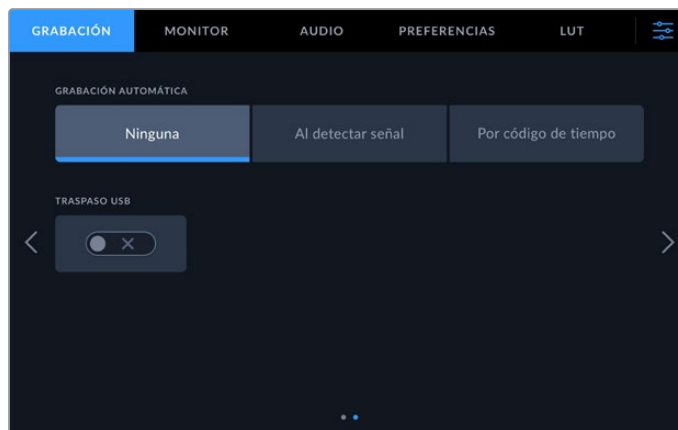 GRABACIÓN MONITOR AUDIO PREFERENCIAS LUT
GRABACIÓN AUTOMÁTICA
Ninguna Al detectar señal Por código de tiempo
TRASPASO USB